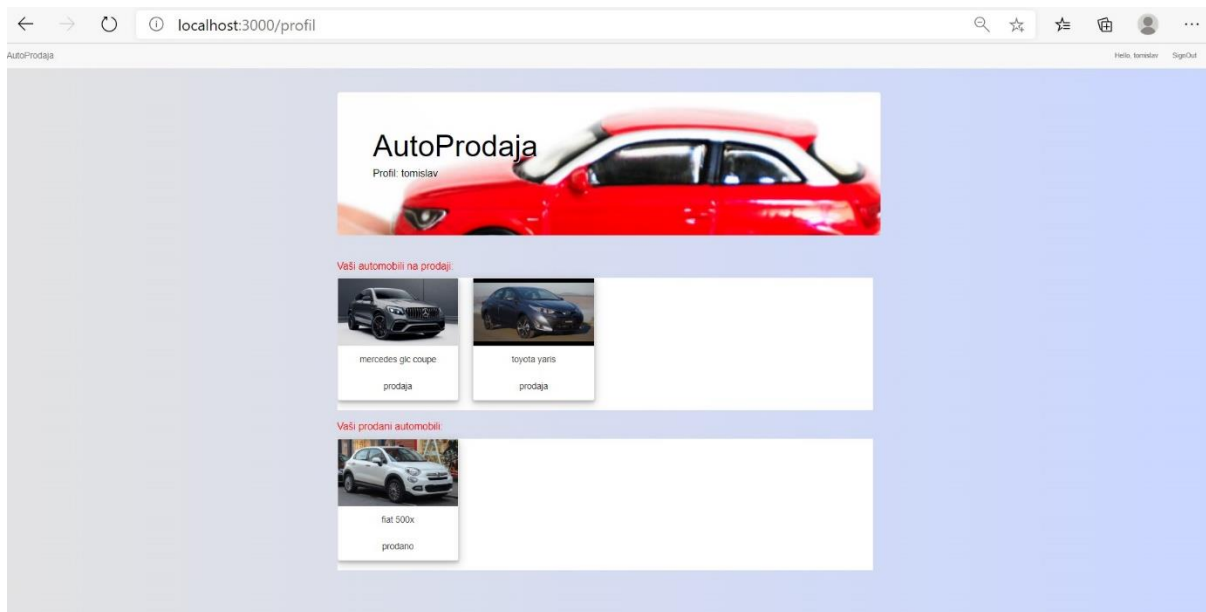 localhost:3000/profil
AutoProdaja
Hello, tomislav SignOut
AutoProdaja
Profil: tomislav
Vaši automobili na prodaji:
mercedes glc coupe
toyota yaris
prodaja
prodaja
Vaši prodani automobili:
fiat 500x
prodano